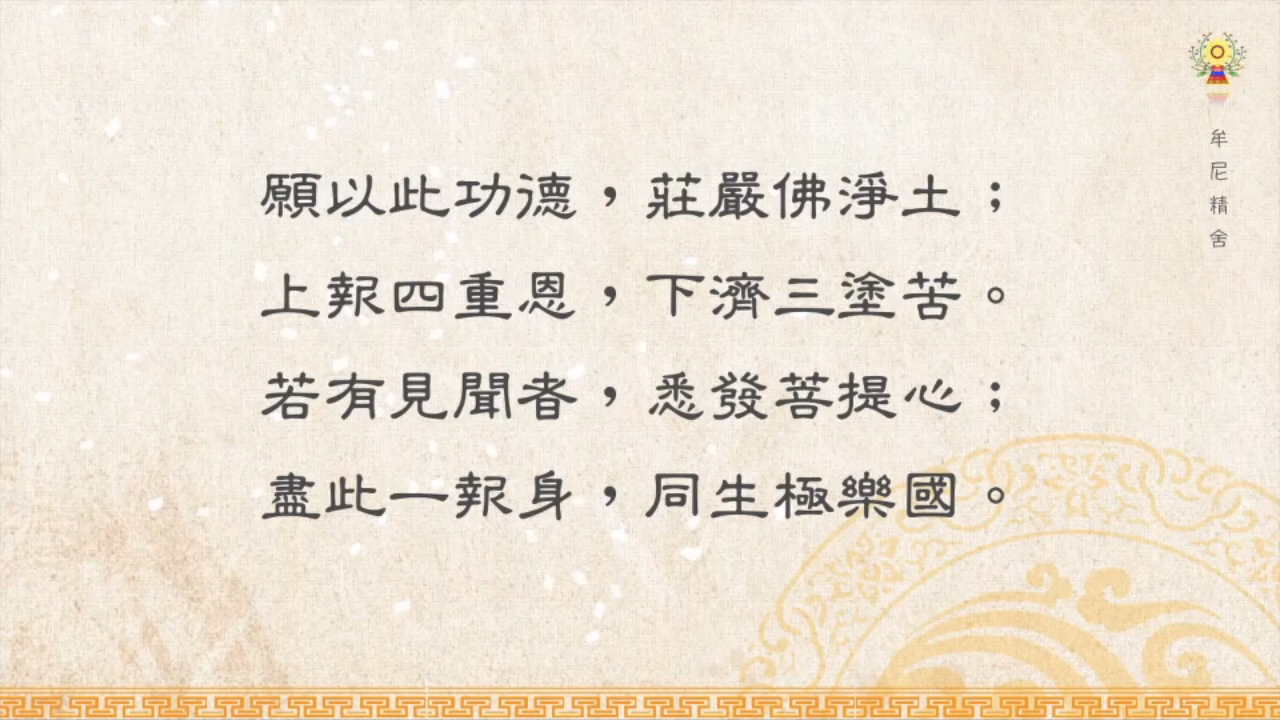 願以此功德，莊嚴佛淨土；
上報四重恩，下濟三塗苦。
若有見聞者，悉發菩提心；
盡此一報身，同生極樂國。
牟尼精舍